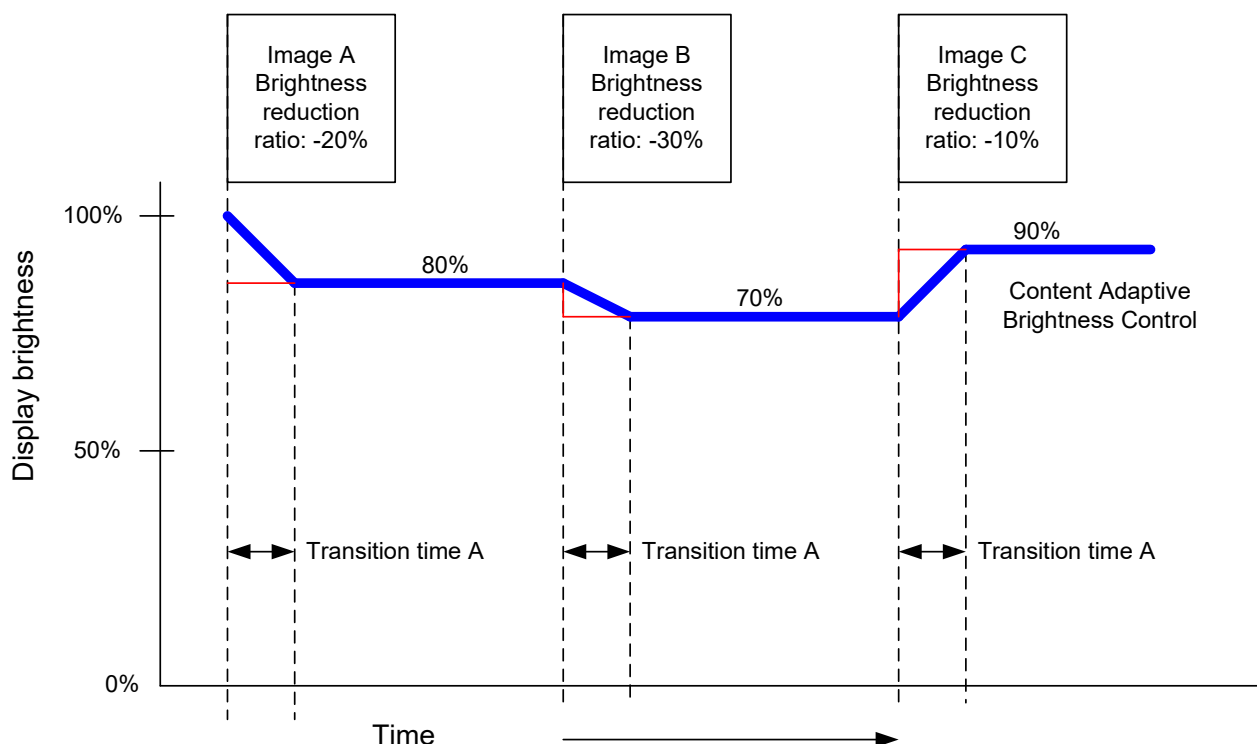 Image A
Brightness
reduction
ratio: -20%
Image B
Brightness
reduction
ratio: -30%
Image C
Brightness
reduction
ratio: -10%
100%
80%
70%
90%
Content Adaptive
Brightness Control
Display brightness
50%
Transition time A
Transition time A
Transition time A
0%
Time